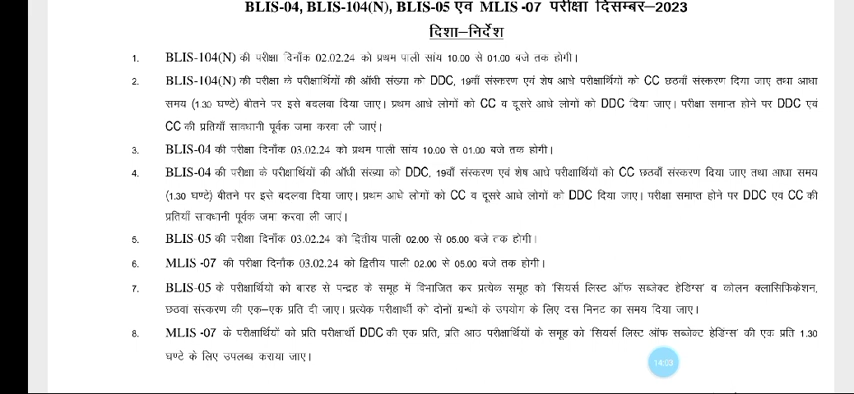 BLIS-04, BLIS-104(N), BLIS-05 एवं MLIS -07 परीक्षा दिसम्बर–2023
दिशा–निर्देश
1. BLIS-104(N) की परीक्षा दिनाँक 02.02.24 को प्रथम पाली सांय 10.00 से 01.00 बजे तक होगी।
2. BLIS-104(N) की परीक्षा के परीक्षार्थियों की ऑधी संख्या को DDC, 19वाँ संस्करण एवं शेष आधे परीक्षार्थियों को CC छठवाँ संस्करण दिया जाए तथा आधा
समय (1.30 घण्टे) बीतने पर इसे बदलवा दिया जाए। प्रथम आधे लोगों को CC व दूसरे आधे लोगों को DDC दिया जाए। परीक्षा समाप्त होने पर DDC एवं
CC की प्रतियाँ सावधानी पूर्वक जमा करवा ली जाएं।
3. BLIS-04 की परीक्षा दिनाँक 03.02.24 को प्रथम पाली सांय 10.00 से 01.00 बजे तक होगी।
4. BLIS-04 की परीक्षा के परीक्षार्थियों की ऑधी संख्या को DDC, 19वाँ संस्करण एवं शेष आधे परीक्षार्थियों को CC छठवाँ संस्करण दिया जाए तथा आधा समय
(1.30 घण्टे) बीतने पर इसे बदलवा दिया जाए। प्रथम आधे लोगों को CC व दूसरे आधे लोगों को DDC दिया जाए। परीक्षा समाप्त होने पर DDC एवं CC की
प्रतियाँ सावधानी पूर्वक जमा करवा ली जाएं।
5. BLIS-05 की परीक्षा दिनाँक 03.02.24 को द्वितीय पाली 02.00 से 05.00 बजे तक होगी।
6. MLIS -07 की परीक्षा दिनाँक 03.02.24 को द्वितीय पाली 02.00 से 05.00 बजे तक होगी।
7. BLIS-05 के परीक्षार्थियो को बारह से पन्द्रह के समूह में विभाजित कर प्रत्येक समूह को 'सियर्स लिस्ट ऑफ सब्जेक्ट हेडिंग्स' व कोलन क्लासिफिकेशन,
छठवां संस्करण की एक–एक प्रति दी जाए। प्रत्येक परीक्षार्थी को दोनों ग्रन्थों के उपयोग के लिए दस मिनट का समय दिया जाए।
8. MLIS -07 के परीक्षार्थियों को प्रति परीक्षार्थी DDC की एक प्रति, प्रति आठ परीक्षार्थियों के समूह को 'सियर्स लिस्ट ऑफ सब्जेक्ट हेडिंग्स' की एक प्रति 1.30
घण्टे के लिए उपलब्ध कराया जाए।
14:03